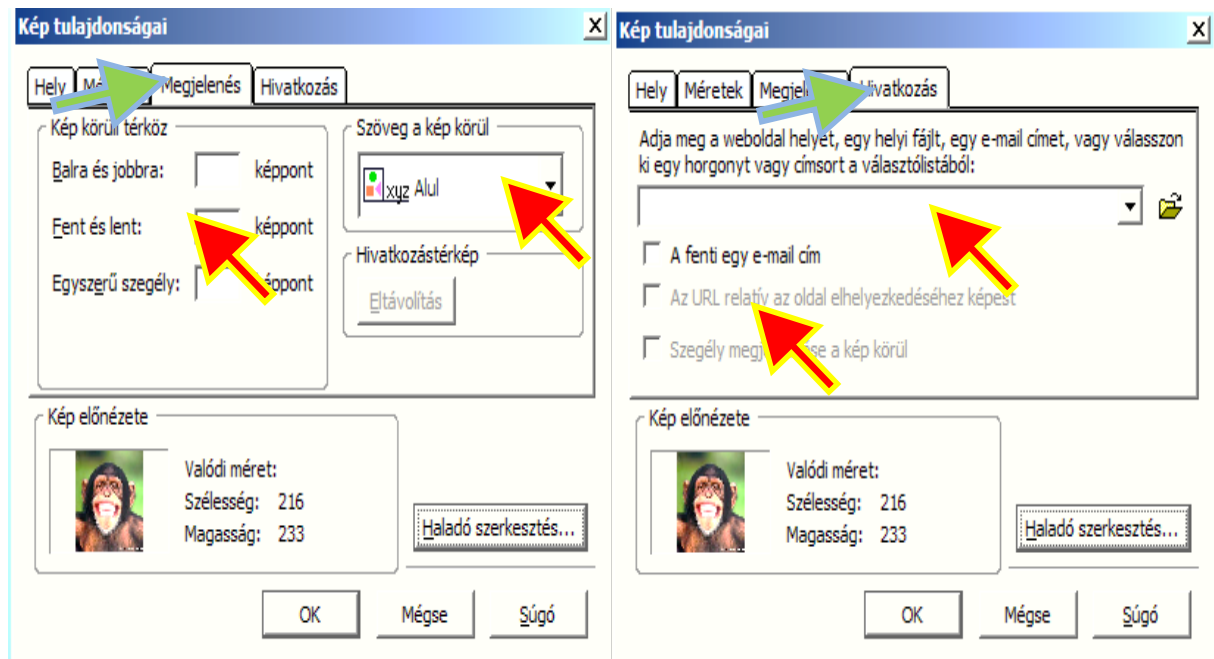 Kép tulajdonságai
Hely Megjelenés Hivatkozás
Kép körüli térköz
Balra és jobbra: képpont
Fent és lent: képpont
Egyszerű szegély: képpont
Szöveg a kép körül
xyz Alul
Hivatkozástérkép
Eltávolítás
Kép előnézete
Valódi méret:
Szélesség: 216
Magasság: 233
Haladó szerkesztés...
OK Mégse Súgó
Kép tulajdonságai
Hely Méretek Hivatkozás
Adja meg a weboldal helyét, egy helyi fájlt, egy e-mail címet, vagy válasszon
ki egy horgonyt vagy címsort a választólistából:
A fenti egy e-mail cím
Az URL relatív az oldal elhelyezkedéséhez képest
Szegély a kép körül
Kép előnézete
Valódi méret:
Szélesség: 216
Magasság: 233
Haladó szerkesztés...
OK Mégse Súgó